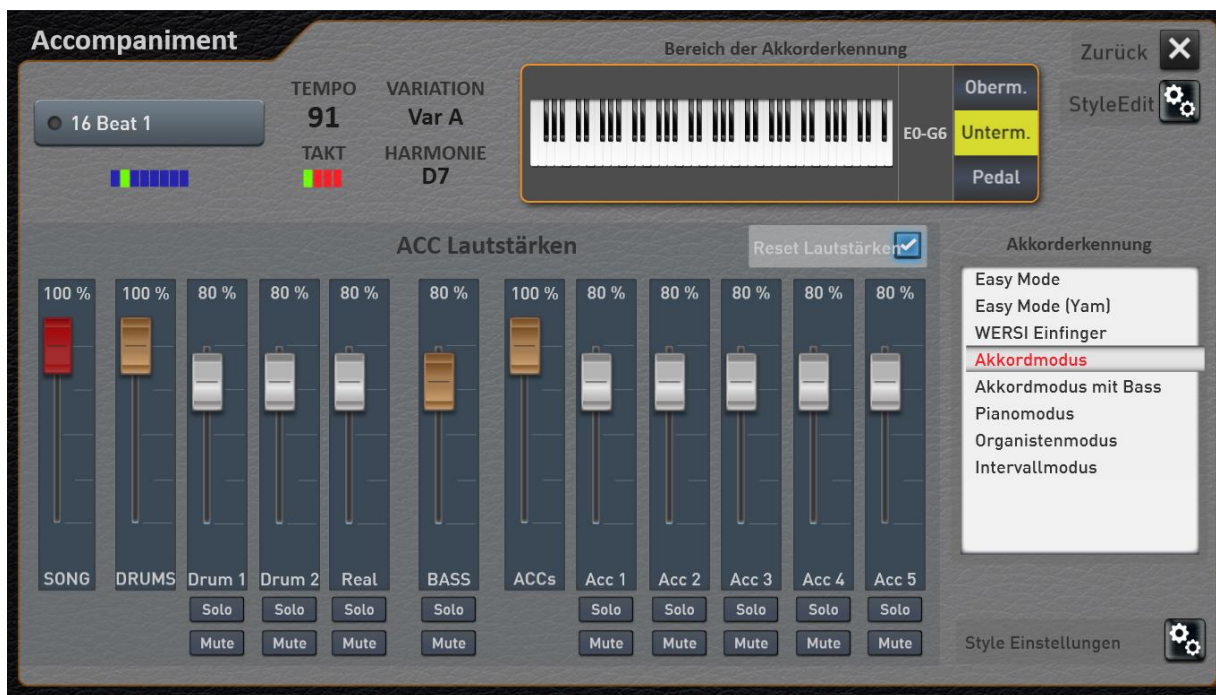 Accompaniment
Bereich der Akkorderkennung
Zurück
16 Beat 1
TEMPO
91
TAKT
VARIATION
Var A
HARMONIE
D7
E0-G6
Oberm.
Unterm.
Pedal
StyleEdit
ACC Lautstärken
Reset Lautstärken
100 % 100 % 80 % 80 % 80 % 80 % 100 % 80 % 80 % 80 % 80 % 80 %
SONG DRUMS Drum 1 Drum 2 Real BASS ACCs Acc 1 Acc 2 Acc 3 Acc 4 Acc 5
Solo Solo Solo Solo Solo Solo Solo Solo Solo
Mute Mute Mute Mute Mute Mute Mute Mute Mute
Akkorderkennung
Easy Mode
Easy Mode (Yam)
WERSI Einfinger
Akkordmodus
Akkordmodus mit Bass
Pianomodus
Organistenmodus
Intervallmodus
Style Einstellungen